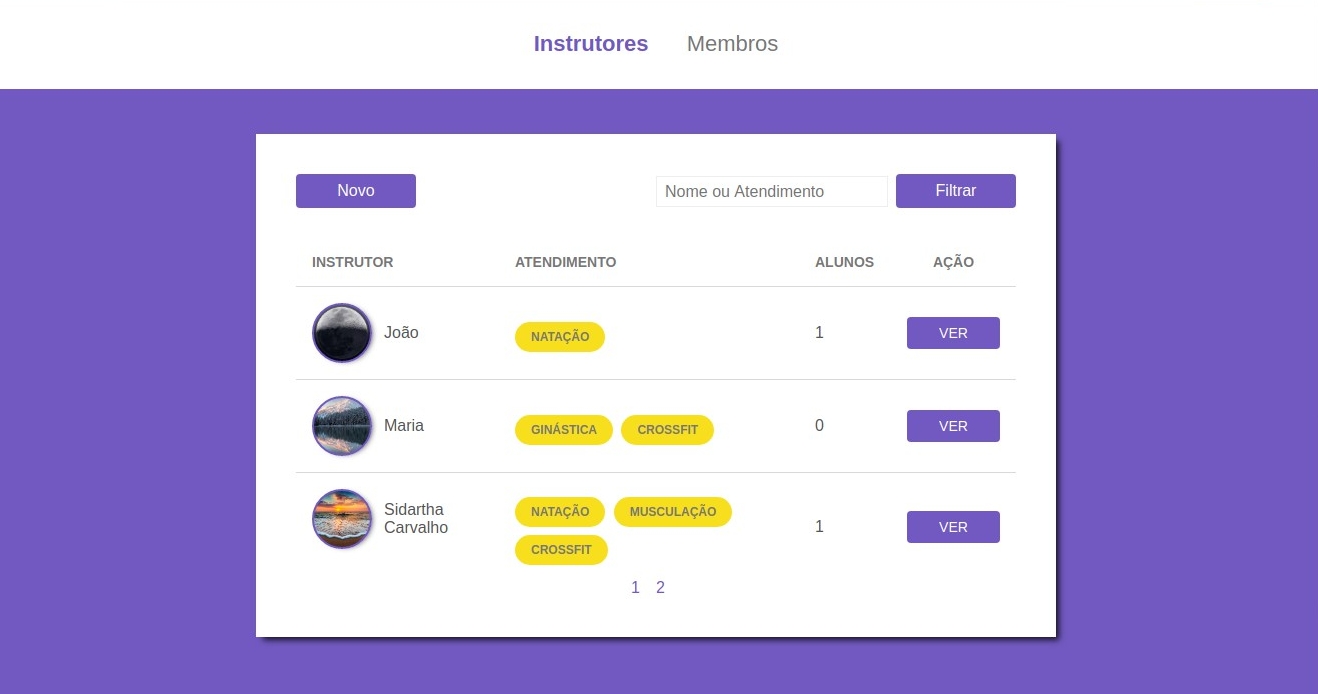 Instrutores Membros
Novo Nome ou Atendimento Filtrar
INSTRUTOR ATENDIMENTO ALUNOS AÇÃO
João NATAÇÃO 1 VER
Maria GINÁSTICA CROSSFIT 0 VER
Sidartha
Carvalho
NATAÇÃO MUSCULAÇÃO
CROSSFIT
1 VER
1 2